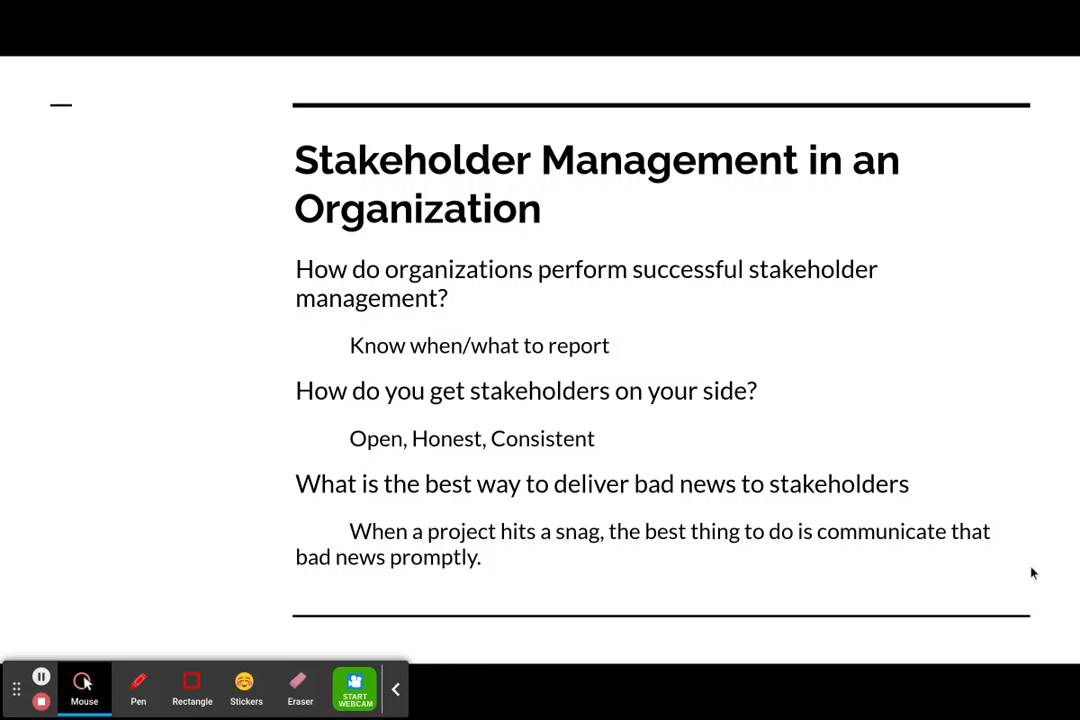 Stakeholder Management in an
Organization
How do organizations perform successful stakeholder
management?
Know when/what to report
How do you get stakeholders on your side?
Open, Honest, Consistent
What is the best way to deliver bad news to stakeholders
When a project hits a snag, the best thing to do is communicate that
bad news promptly.
Mouse
Pen
Rectangle
Stickers
Eraser
START
WEBCAM